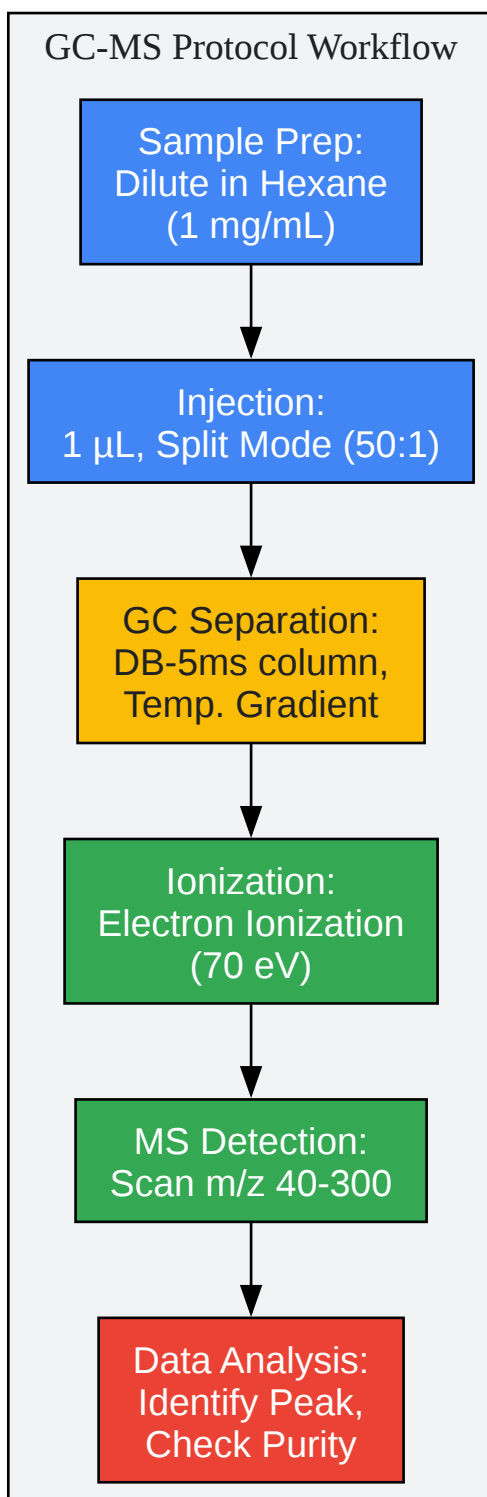 GC-MS Protocol Workflow
Sample Prep:
Dilute in Hexane
(1 mg/mL)
Injection:
1 µL, Split Mode (50:1)
GC Separation:
DB-5ms column,
Temp. Gradient
Ionization:
Electron Ionization
(70 eV)
MS Detection:
Scan m/z 40-300
Data Analysis:
Identify Peak,
Check Purity